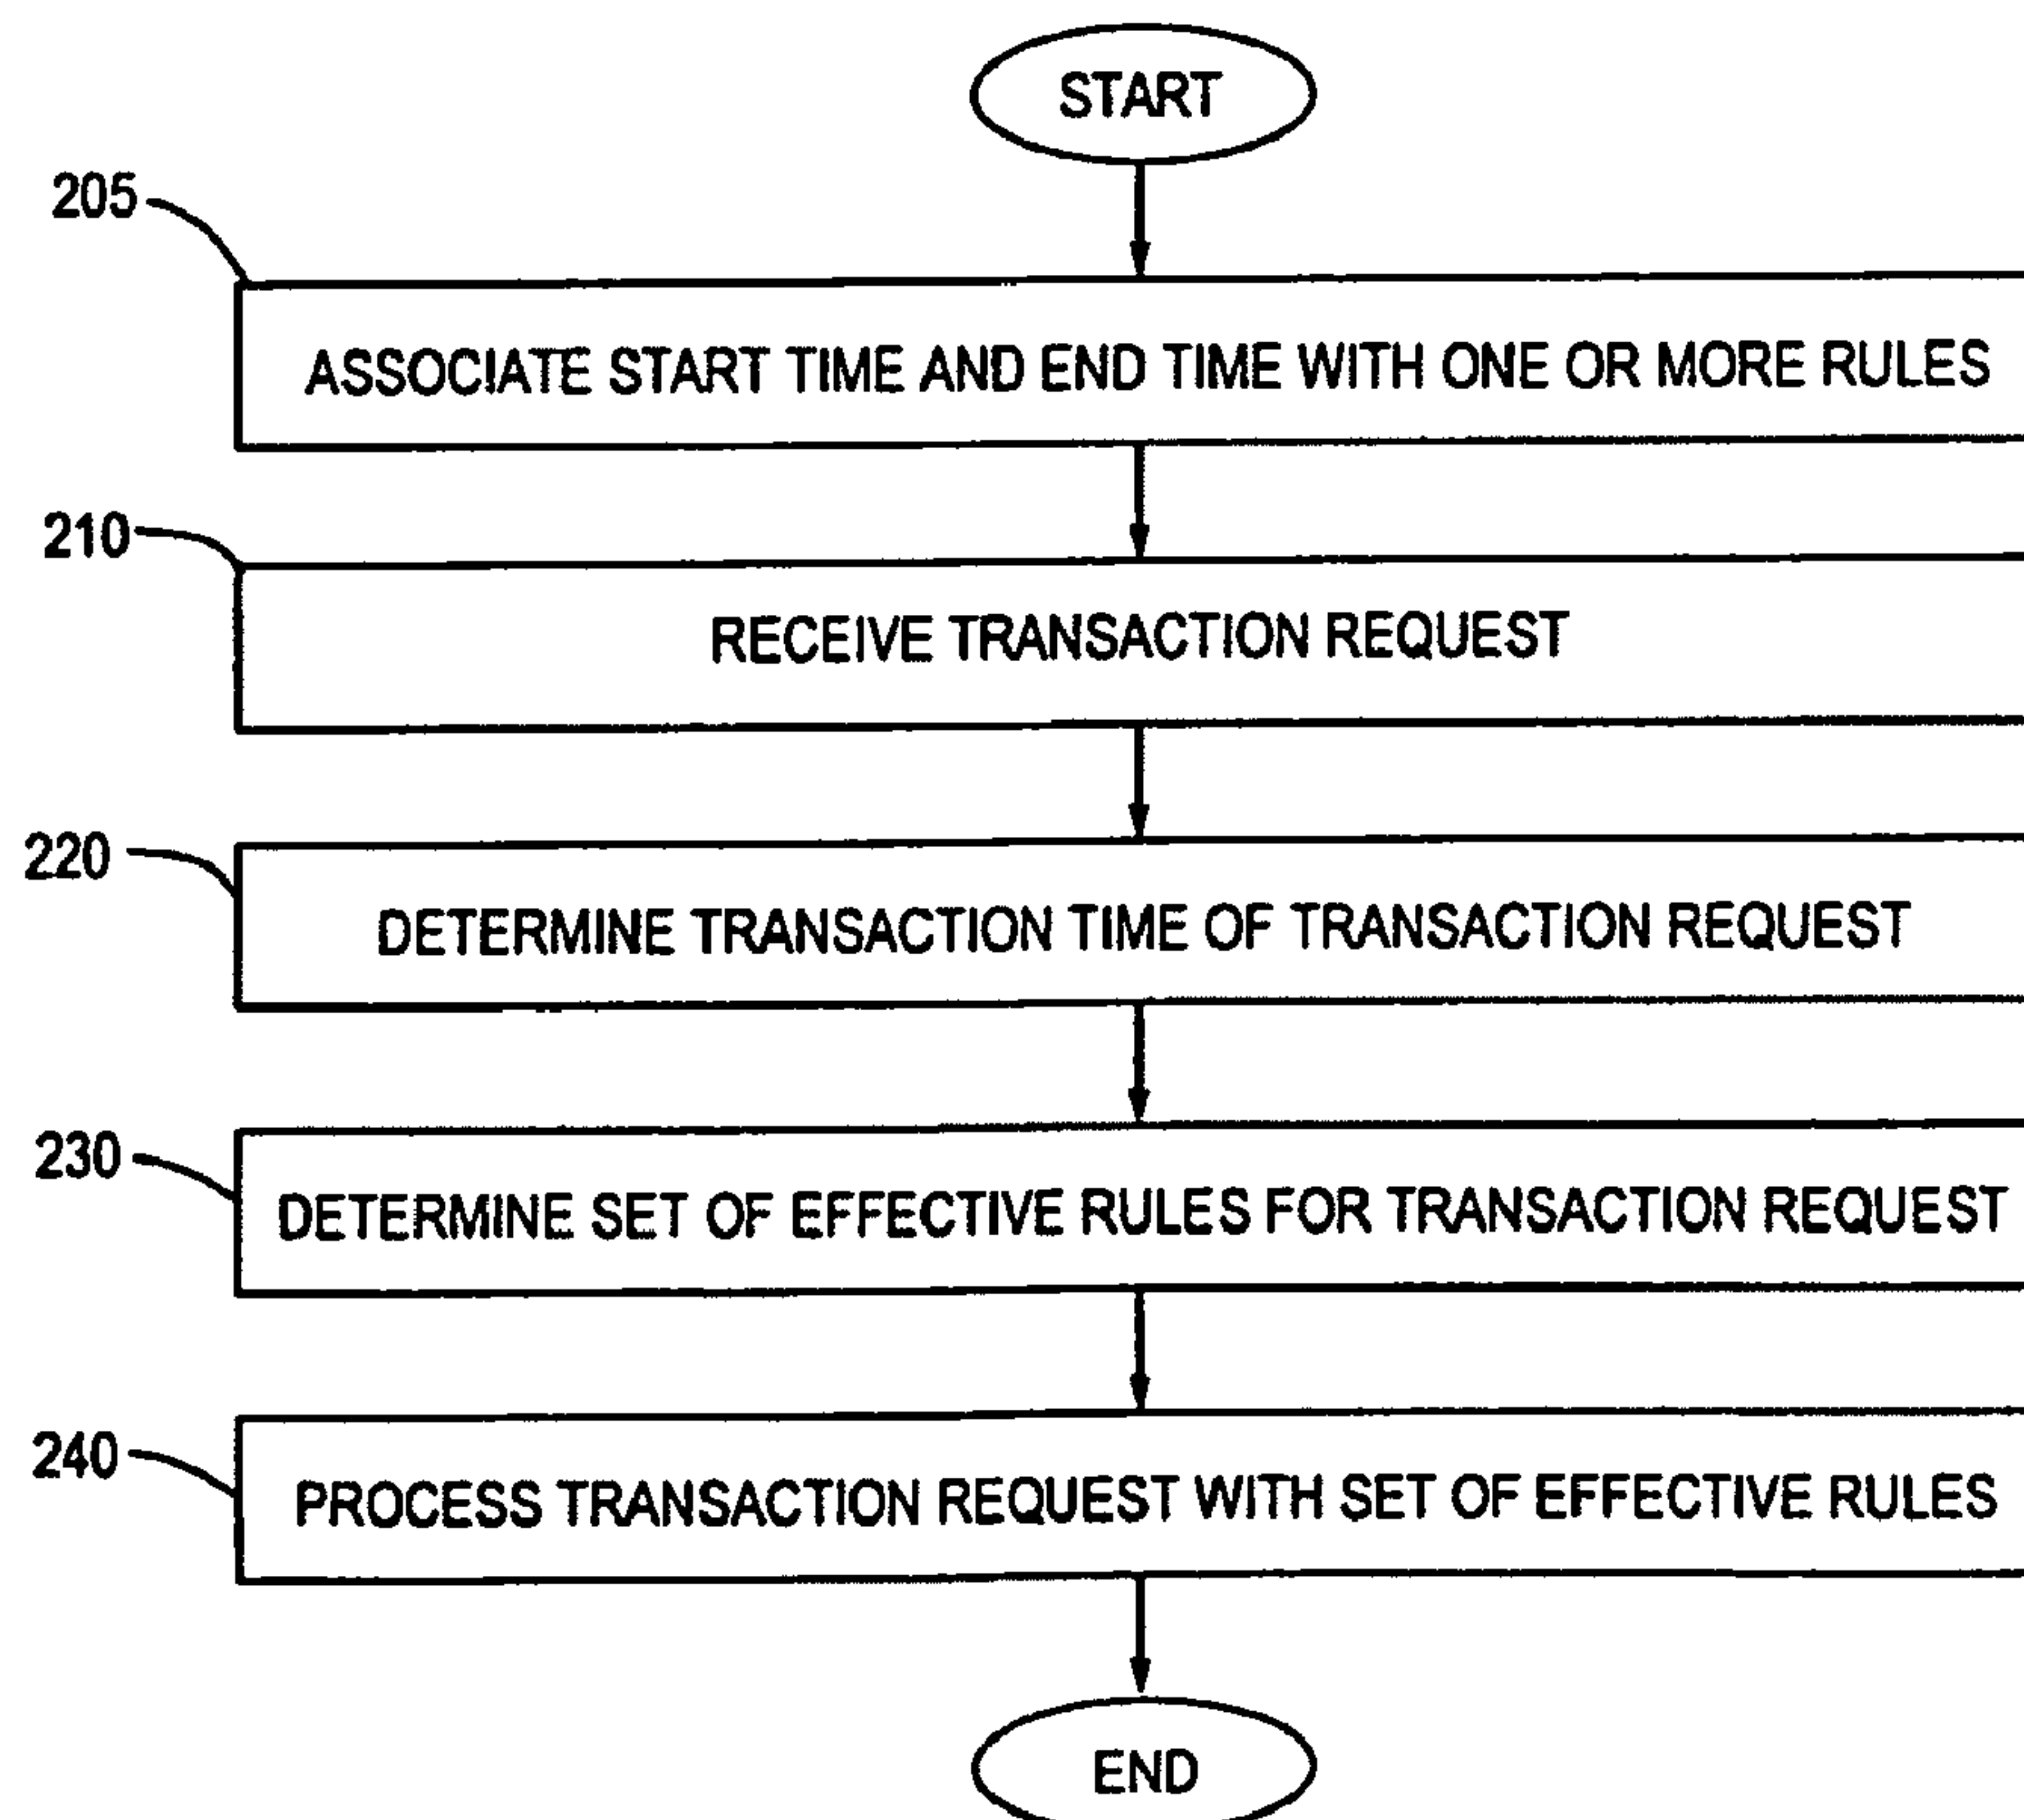 START
205
ASSOCIATE START TIME AND END TIME WITH ONE OR MORE RULES
210
RECEIVE TRANSACTION REQUEST
220
DETERMINE TRANSACTION TIME OF TRANSACTION REQUEST
230
DETERMINE SET OF EFFECTIVE RULES FOR TRANSACTION REQUEST
240
PROCESS TRANSACTION REQUEST WITH SET OF EFFECTIVE RULES
END